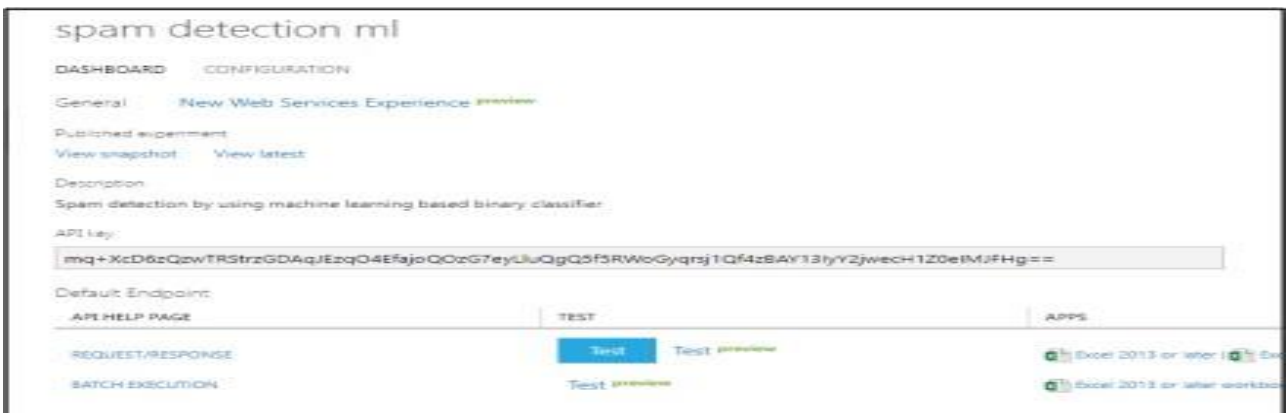 spam detection ml
DASHBOARD CONFIGURATION
General New Web Services Experience preview
Published experiment
View snapshot View latest
Description
Spam detection by using machine learning based binary classifier
API key
Default Endpoint
API HELP PAGE TEST APPS
REQUEST/RESPONSE Test Test preview Excel 2013 or later |
BATCH EXECUTION Test preview Excel 2013 or later